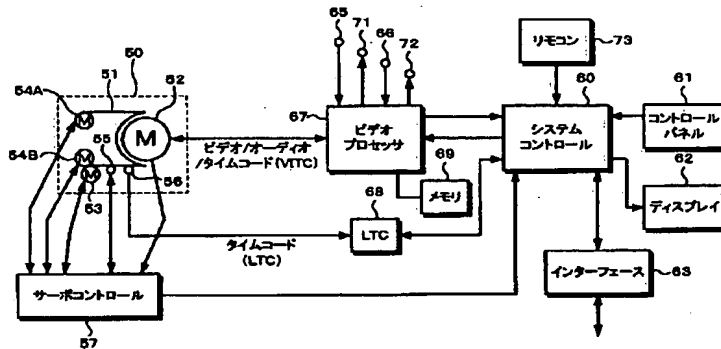 50
51
52
54A
M
M
54B
M
M
53
55
56
ビデオ/オーディオ
/タイムコード(VITC)
65
71
66
72
67
ビデオ
プロセッサ
69
メモリ
68
LTC
タイムコード
(LTC)
サーボコントロール
57
リモコン
73
60
システム
コントロール
61
コントロール
パネル
62
ディスプレイ
インターフェース
63